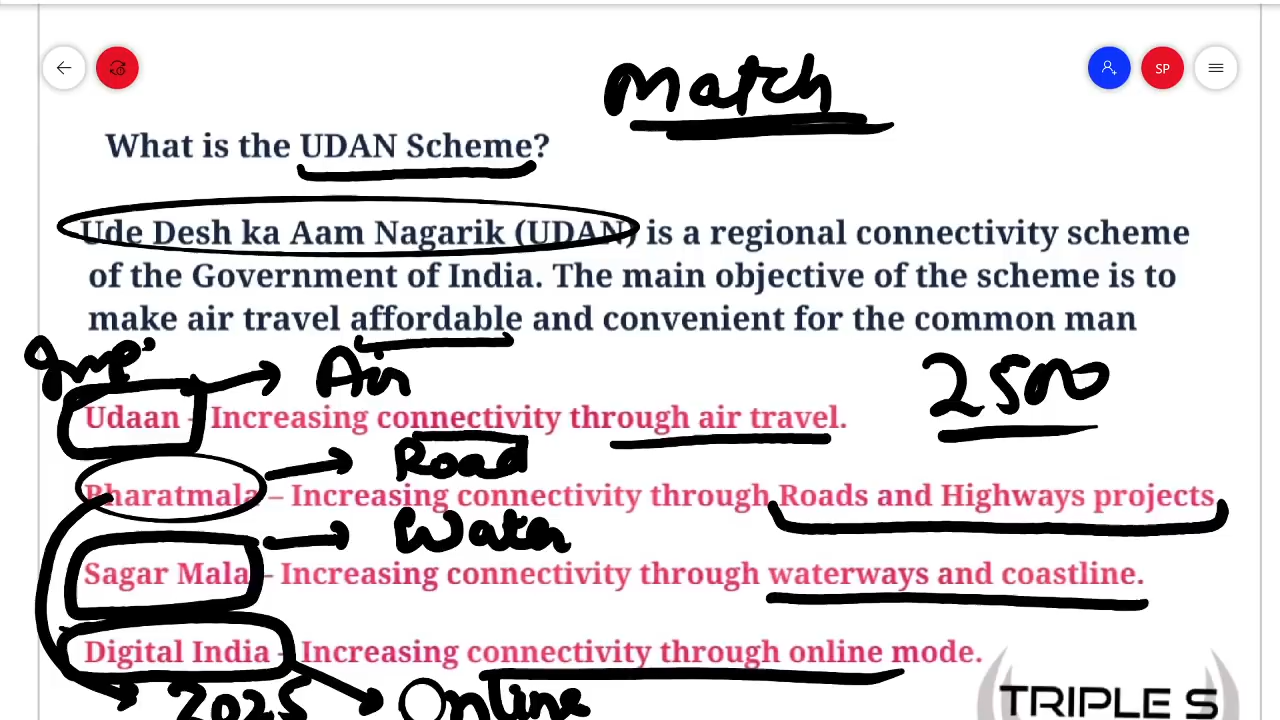 SP
Match
What is the UDAN Scheme?
Ude Desh ka Aam Nagarik (UDAN) is a regional connectivity scheme
of the Government of India. The main objective of the scheme is to
make air travel affordable and convenient for the common man
Imp
Air
2500
Udaan – Increasing connectivity through air travel.
Road
Bharatmala – Increasing connectivity through Roads and Highways projects
Water
Sagar Mala – Increasing connectivity through waterways and coastline.
Digital India – Increasing connectivity through online mode.
2025
Online
TRIPLE S